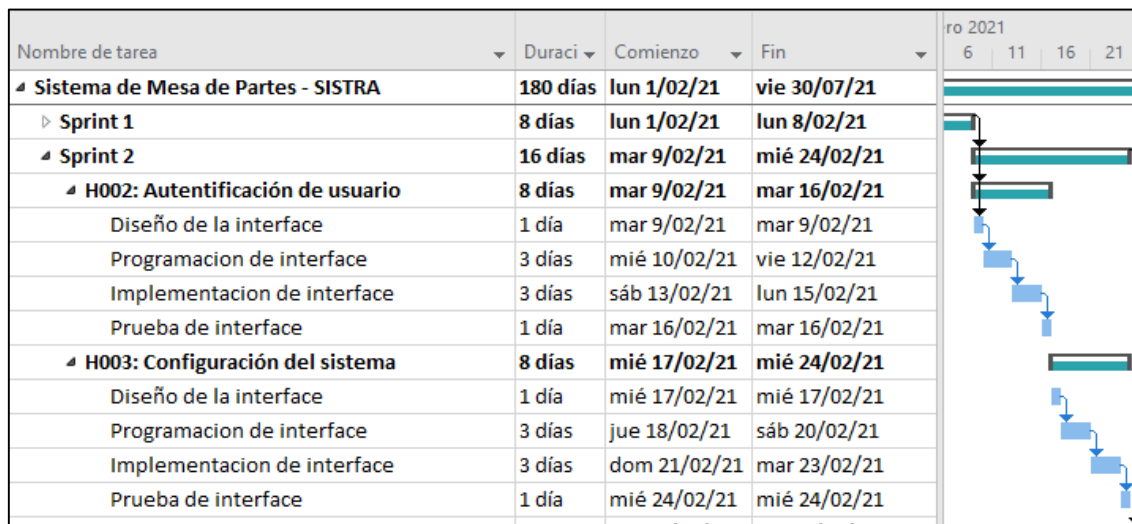 ro 2021
Nombre de tarea Duraci Comienzo Fin 6 11 16 21
Sistema de Mesa de Partes - SISTRA 180 días lun 1/02/21 vie 30/07/21
Sprint 1 8 días lun 1/02/21 lun 8/02/21
Sprint 2 16 días mar 9/02/21 mié 24/02/21
H002: Autentificación de usuario 8 días mar 9/02/21 mar 16/02/21
Diseño de la interface 1 día mar 9/02/21 mar 9/02/21
Programacion de interface 3 días mié 10/02/21 vie 12/02/21
Implementacion de interface 3 días sáb 13/02/21 lun 15/02/21
Prueba de interface 1 día mar 16/02/21 mar 16/02/21
H003: Configuración del sistema 8 días mié 17/02/21 mié 24/02/21
Diseño de la interface 1 día mié 17/02/21 mié 17/02/21
Programacion de interface 3 días jue 18/02/21 sáb 20/02/21
Implementacion de interface 3 días dom 21/02/21 mar 23/02/21
Prueba de interface 1 día mié 24/02/21 mié 24/02/21